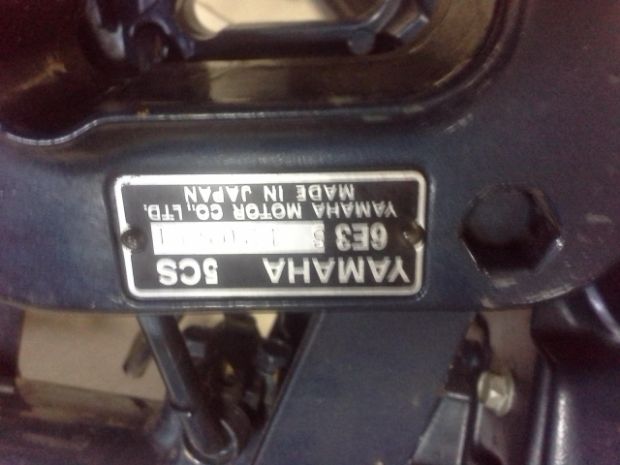 YAMAHA 5CS
6E3 S
YAMAHA MOTOR CO., LTD.
MADE IN JAPAN